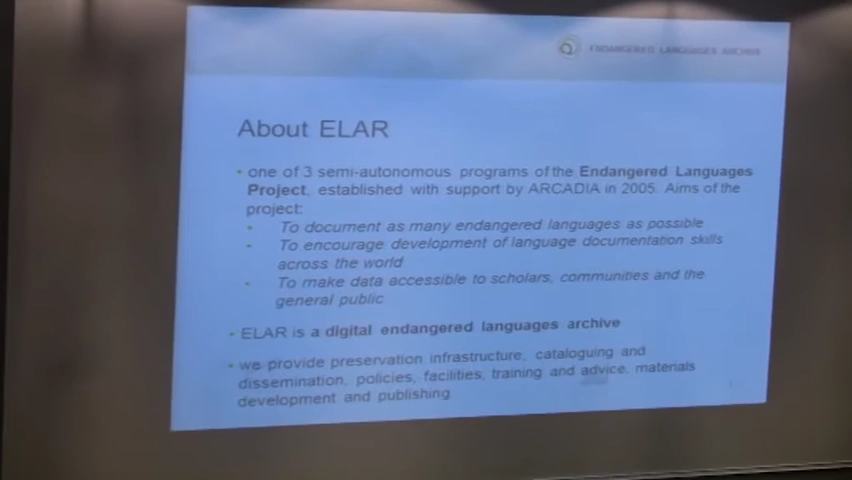 ENDANGERED LANGUAGES ARCHIVE
About ELAR
• one of 3 semi-autonomous programs of the Endangered Languages
Project, established with support by ARCADIA in 2005. Aims of the
project:
• To document as many endangered languages as possible
• To encourage development of language documentation skills
across the world
• To make data accessible to scholars, communities and the
general public
• ELAR is a digital endangered languages archive
• we provide preservation infrastructure, cataloguing and
dissemination, policies, facilities, training and advice, materials
development and publishing